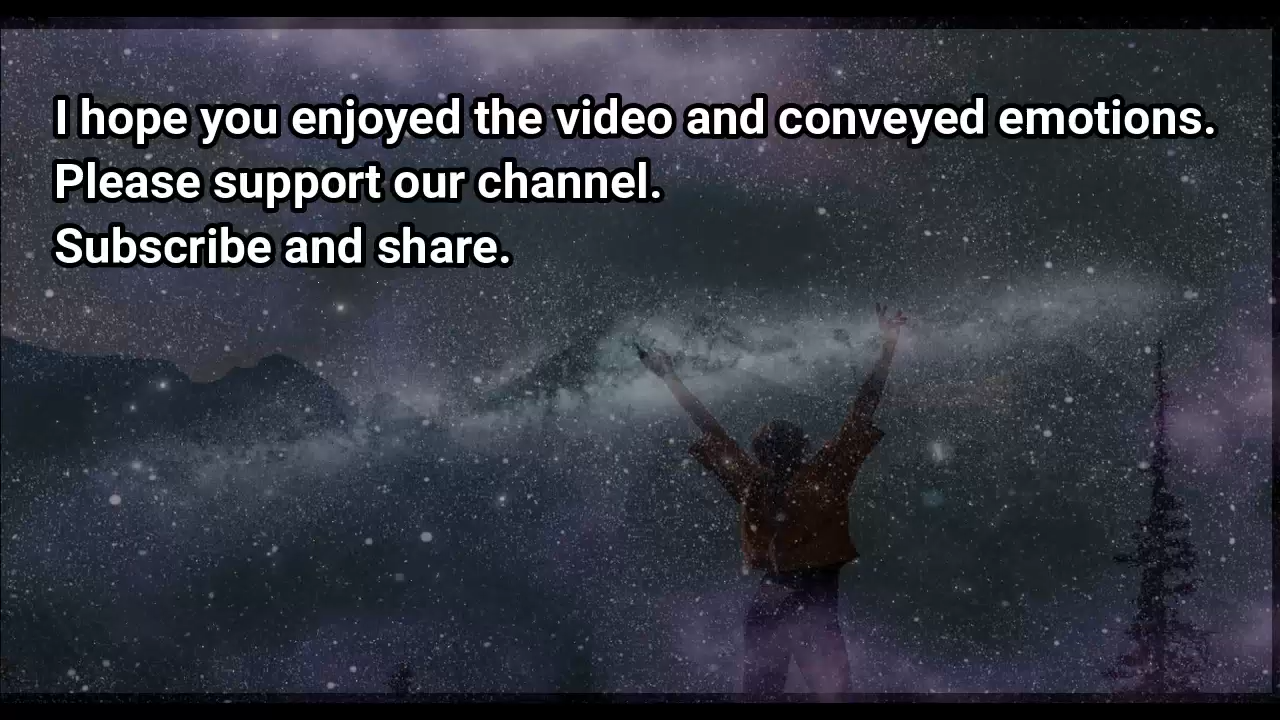 I hope you enjoyed the video and conveyed emotions.
Please support our channel.
Subscribe and share.